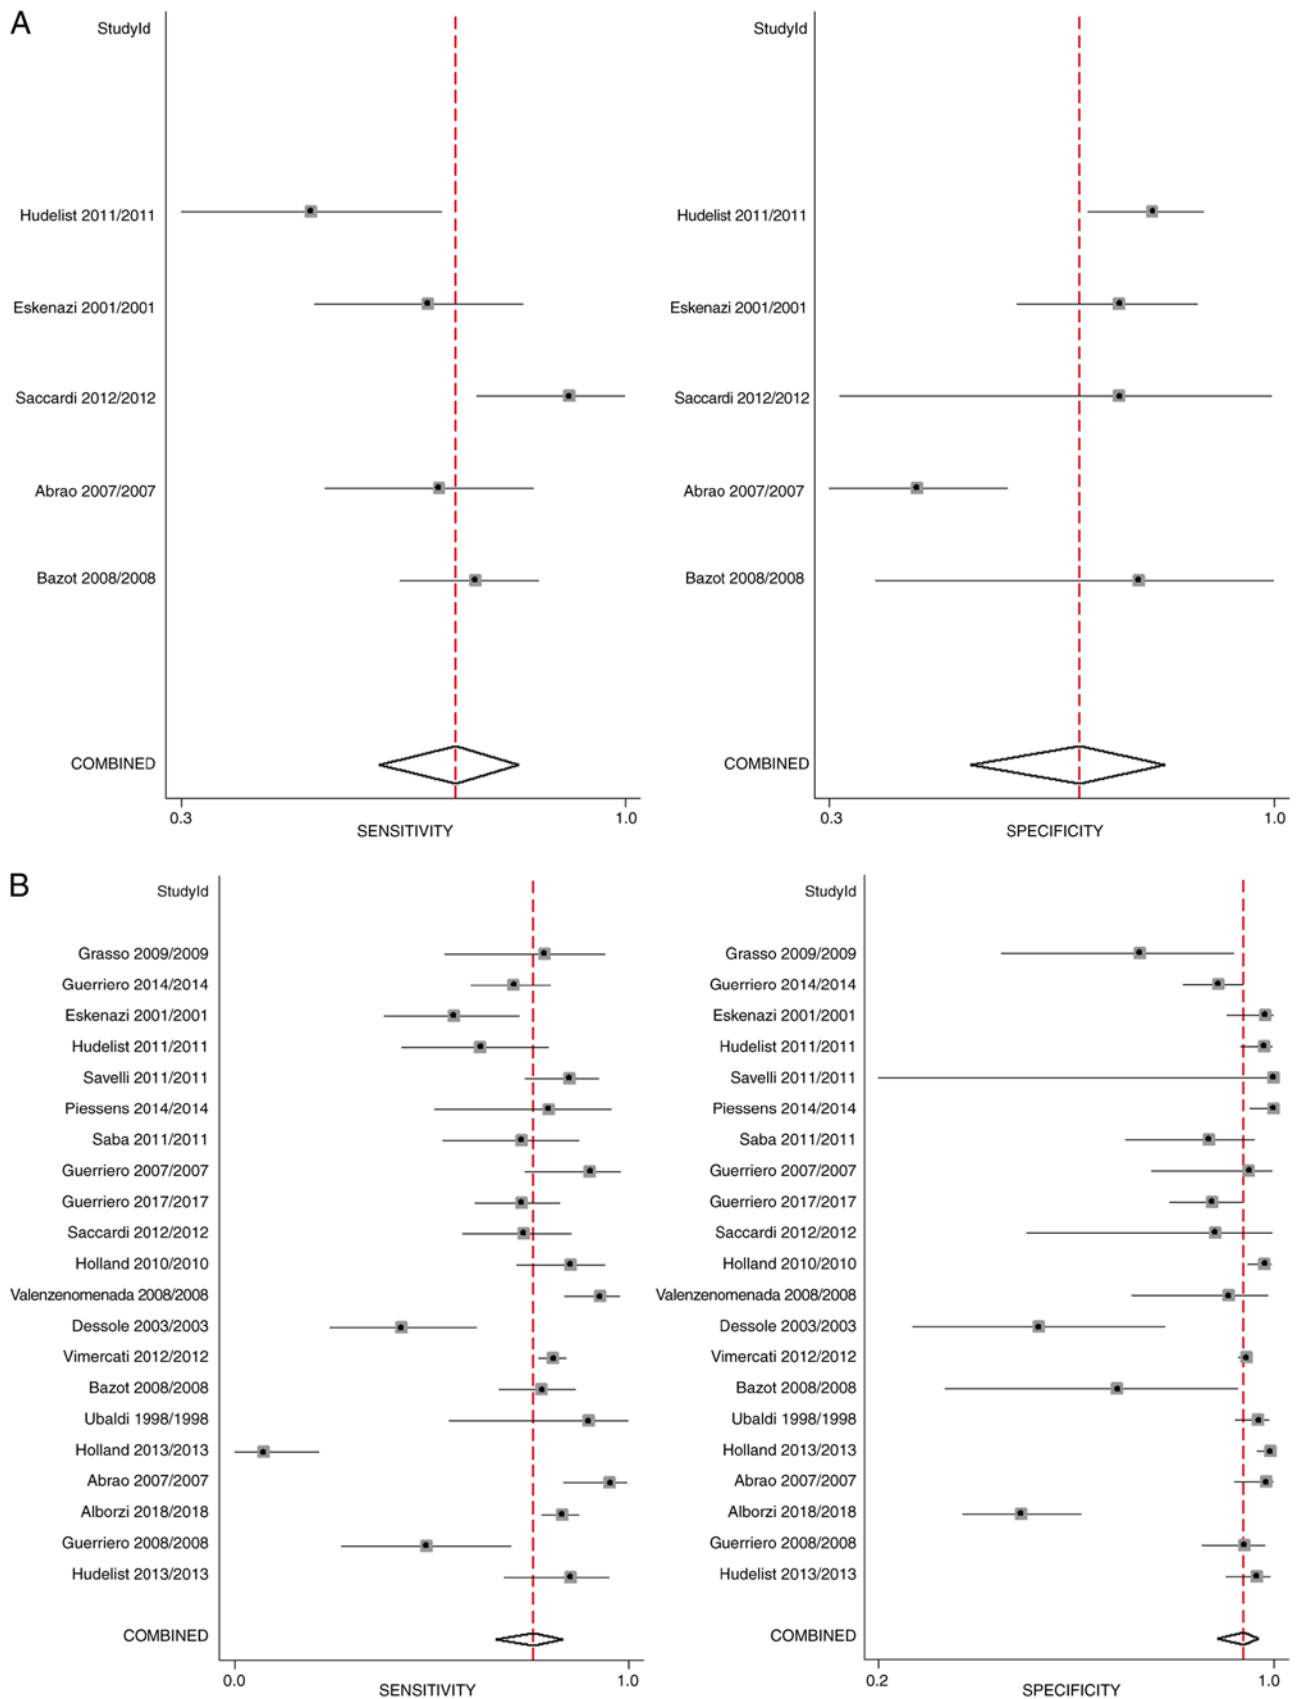 A
StudyId
Hudelist 2011/2011
Eskenazi 2001/2001
Saccardi 2012/2012
Abrao 2007/2007
Bazot 2008/2008
COMBINED
0.3
1.0
SENSITIVITY
StudyId
Hudelist 2011/2011
Eskenazi 2001/2001
Saccardi 2012/2012
Abrao 2007/2007
Bazot 2008/2008
COMBINED
0.3
1.0
SPECIFICITY
B
StudyId
Grasso 2009/2009
Guerriero 2014/2014
Eskenazi 2001/2001
Hudelist 2011/2011
Savelli 2011/2011
Piessens 2014/2014
Saba 2011/2011
Guerriero 2007/2007
Guerriero 2017/2017
Saccardi 2012/2012
Holland 2010/2010
Valenzenomenada 2008/2008
Dessole 2003/2003
Vimercati 2012/2012
Bazot 2008/2008
Ubaldi 1998/1998
Holland 2013/2013
Abrao 2007/2007
Alborzi 2018/2018
Guerriero 2008/2008
Hudelist 2013/2013
COMBINED
0.0
1.0
SENSITIVITY
StudyId
Grasso 2009/2009
Guerriero 2014/2014
Eskenazi 2001/2001
Hudelist 2011/2011
Savelli 2011/2011
Piessens 2014/2014
Saba 2011/2011
Guerriero 2007/2007
Guerriero 2017/2017
Saccardi 2012/2012
Holland 2010/2010
Valenzenomenada 2008/2008
Dessole 2003/2003
Vimercati 2012/2012
Bazot 2008/2008
Ubaldi 1998/1998
Holland 2013/2013
Abrao 2007/2007
Alborzi 2018/2018
Guerriero 2008/2008
Hudelist 2013/2013
COMBINED
0.2
1.0
SPECIFICITY